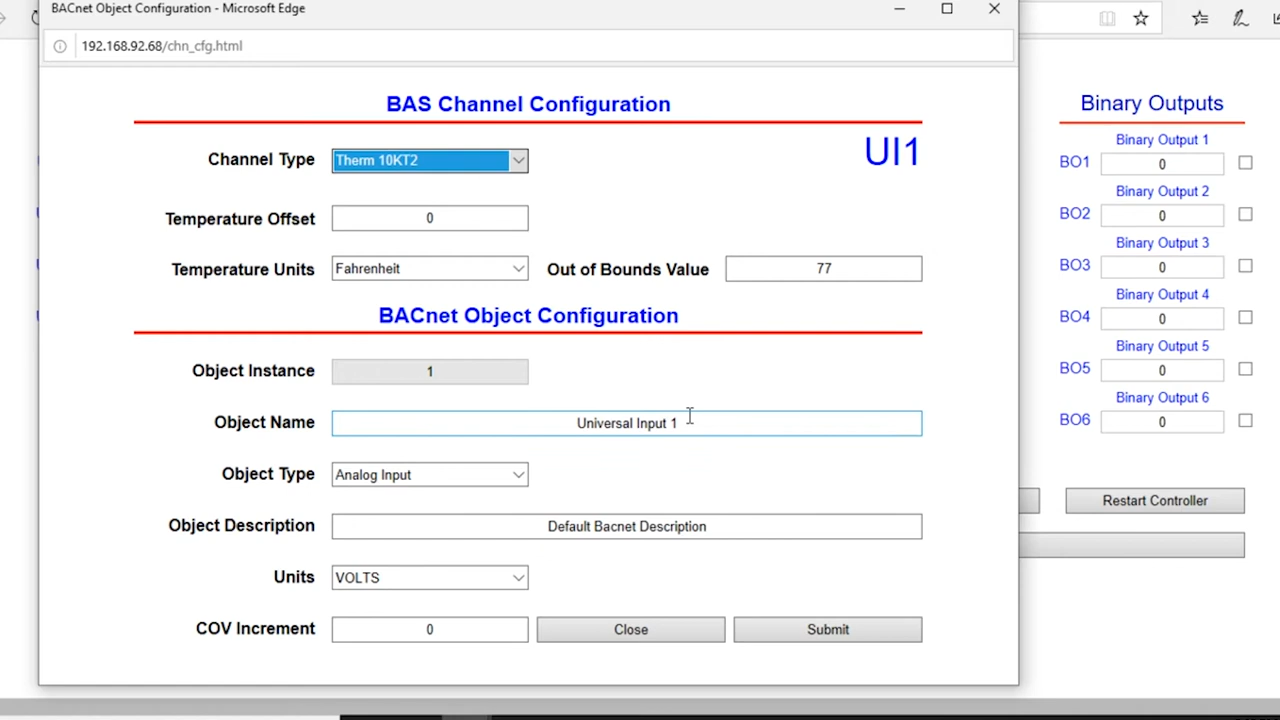 BACnet Object Configuration - Microsoft Edge
192.168.92.68/chn_cfg.html
BAS Channel Configuration
UI1
Channel Type Therm 10KT2
Temperature Offset 0
Temperature Units Fahrenheit Out of Bounds Value 77
BACnet Object Configuration
Object Instance 1
Object Name Universal Input 1
Object Type Analog Input
Object Description Default Bacnet Description
Units VOLTS
COV Increment 0 Close Submit
Binary Outputs
Binary Output 1
BO1 0
Binary Output 2
BO2 0
Binary Output 3
BO3 0
Binary Output 4
BO4 0
Binary Output 5
BO5 0
Binary Output 6
BO6 0
Restart Controller